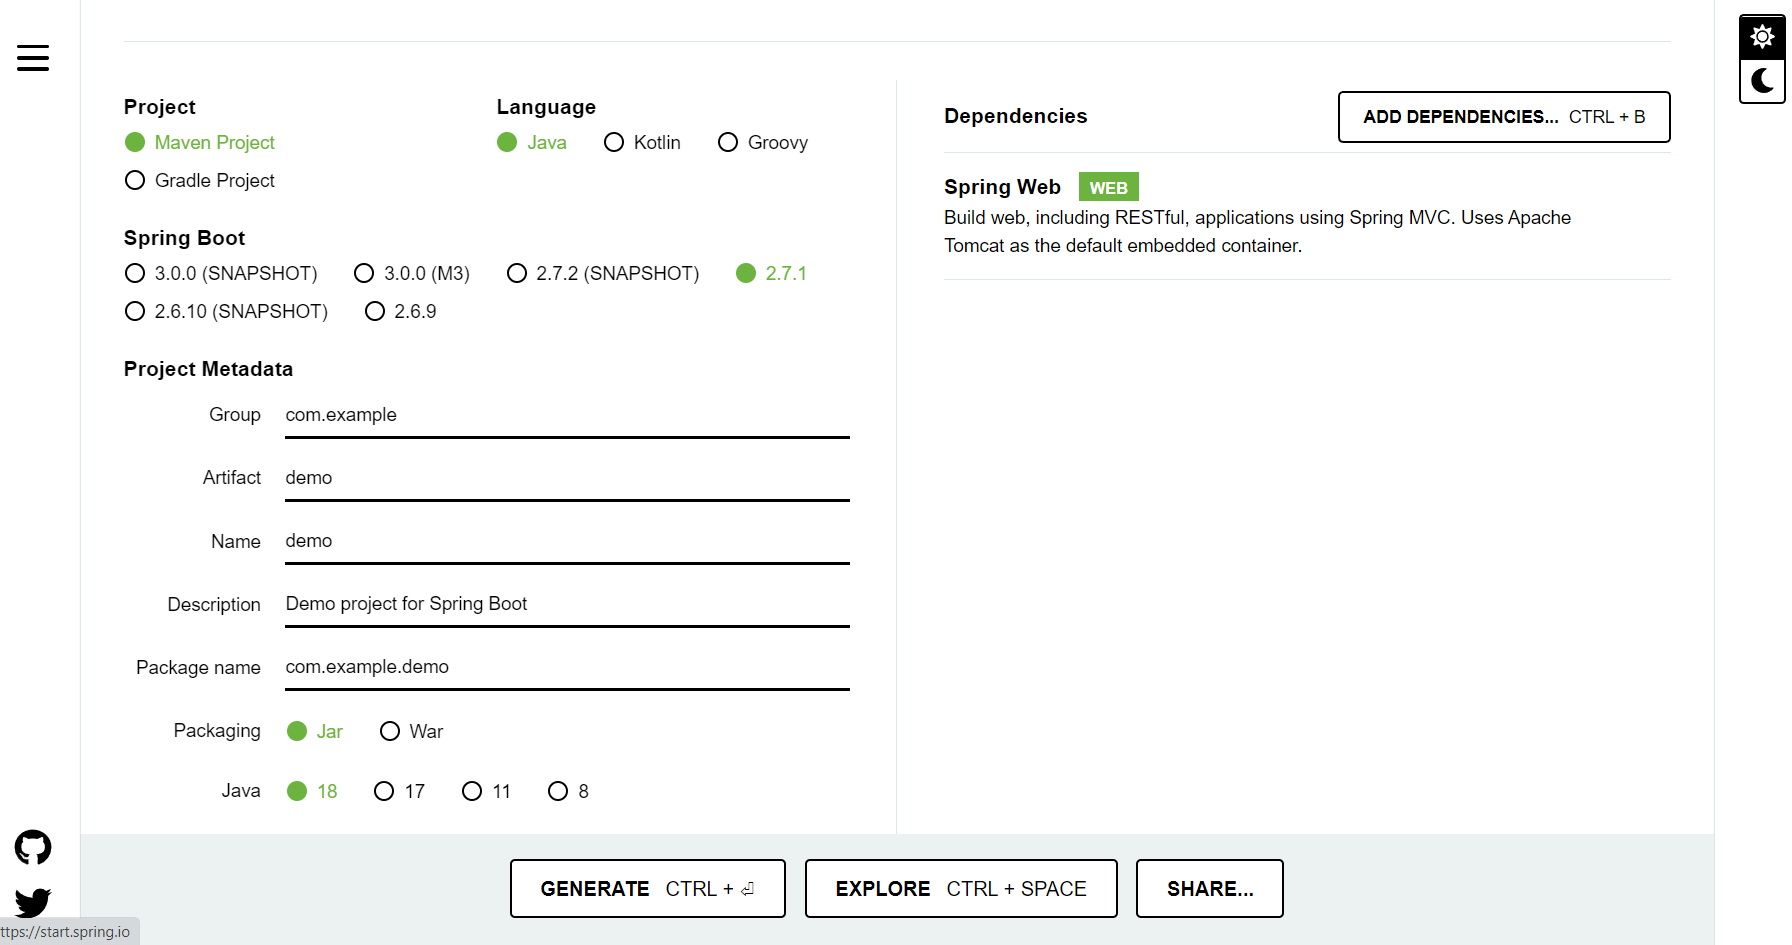 Project
Maven Project
Gradle Project
Language
Java Kotlin Groovy
Spring Boot
3.0.0 (SNAPSHOT) 3.0.0 (M3) 2.7.2 (SNAPSHOT) 2.7.1
2.6.10 (SNAPSHOT) 2.6.9
Project Metadata
Group com.example
Artifact demo
Name demo
Description Demo project for Spring Boot
Package name com.example.demo
Packaging Jar War
Java 18 17 11 8
Dependencies
ADD DEPENDENCIES... CTRL + B
Spring Web WEB
Build web, including RESTful, applications using Spring MVC. Uses Apache
Tomcat as the default embedded container.
GENERATE CTRL + ⏎ EXPLORE CTRL + SPACE SHARE...
ttps://start.spring.io